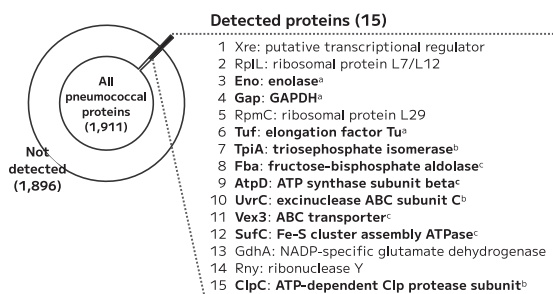 Detected proteins (15)
All
pneumococcal
proteins
(1,911)
Not
detected
(1,896)
1 Xre: putative transcriptional regulator
2 RplL: ribosomal protein L7/L12
3 Eno: enolaseᵃ
4 Gap: GAPDHᵃ
5 RpmC: ribosomal protein L29
6 Tuf: elongation factor Tuᵃ
7 TpiA: triosephosphate isomeraseᵇ
8 Fba: fructose-bisphosphate aldolaseᶜ
9 AtpD: ATP synthase subunit betaᶜ
10 UvrC: excinuclease ABC subunit Cᵇ
11 Vex3: ABC transporterᶜ
12 SufC: Fe-S cluster assembly ATPaseᶜ
13 GdhA: NADP-specific glutamate dehydrogenase
14 Rny: ribonuclease Y
15 ClpC: ATP-dependent Clp protease subunitᵇ